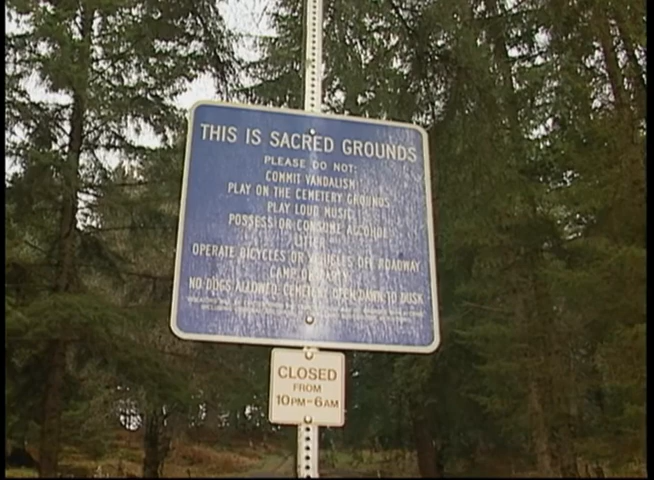 THIS IS SACRED GROUNDS
PLEASE DO NOT:
COMMIT VANDALISM
PLAY ON THE CEMETERY GROUNDS
PLAY LOUD MUSIC
POSSESS OR CONSUME ALCOHOL
OPERATE BICYCLES OR VEHICLES OFF ROADWAY
CAMP OR
NO DOGS ALLOWED. CEMETERY OPEN DAWN TO DUSK
CLOSED
FROM
10PM-6AM